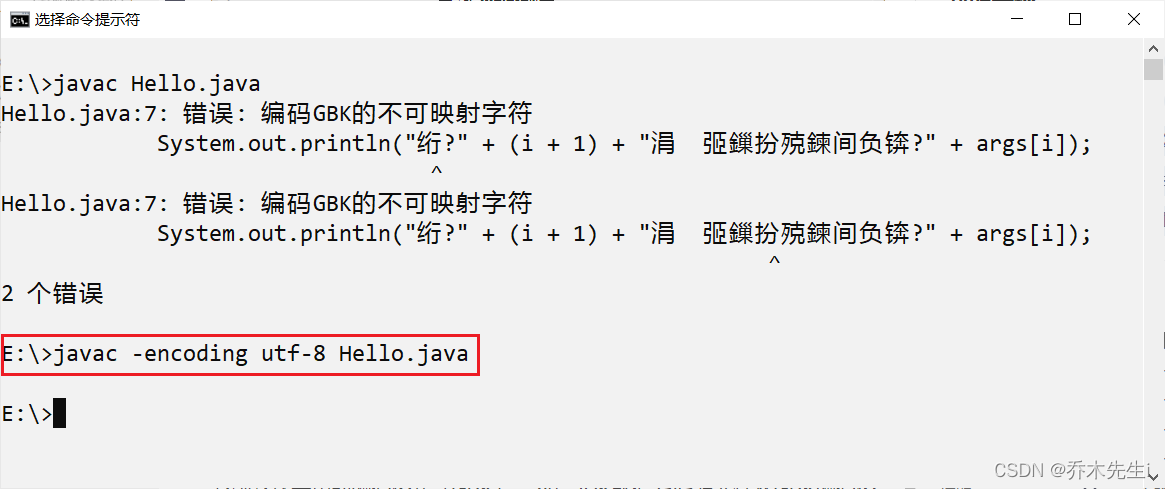 选择命令提示符
E:\>javac Hello.java
Hello.java:7: 错误: 编码GBK的不可映射字符
System.out.println("绗?" + (i + 1) + "涓  弬鏁扮殑鍊间负锛?" + args[i]);
^
Hello.java:7: 错误: 编码GBK的不可映射字符
System.out.println("绗?" + (i + 1) + "涓  弬鏁扮殑鍊间负锛?" + args[i]);
^
2 个错误
E:\>javac -encoding utf-8 Hello.java
E:\>
CSDN @乔木先生i